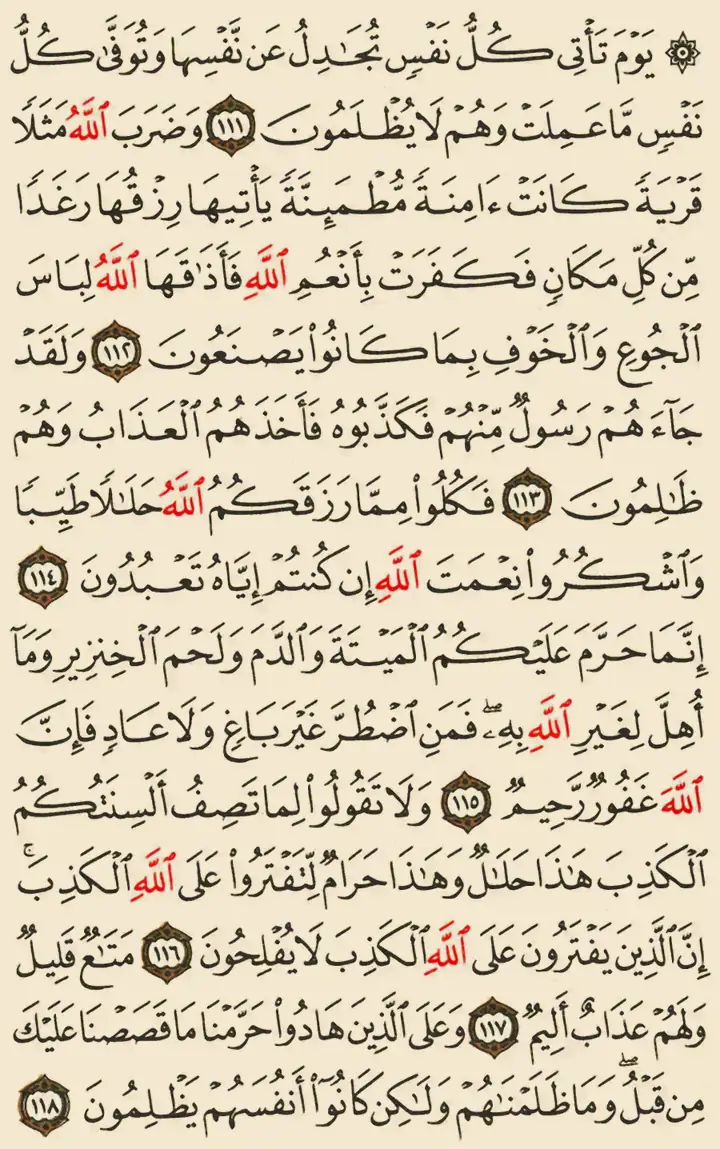 ۞ يَوۡمَ تَأۡتِي كُلُّ نَفۡسٖ تُجَٰدِلُ عَن نَّفۡسِهَا وَتُوَفَّىٰ كُلُّ
نَفۡسٖ مَّا عَمِلَتۡ وَهُمۡ لَا يُظۡلَمُونَ ١١١ وَضَرَبَ ٱللَّهُ مَثَلٗا
قَرۡيَةٗ كَانَتۡ ءَامِنَةٗ مُّطۡمَئِنَّةٗ يَأۡتِيهَا رِزۡقُهَا رَغَدٗا
مِّن كُلِّ مَكَانٖ فَكَفَرَتۡ بِأَنۡعُمِ ٱللَّهِ فَأَذَٰقَهَا ٱللَّهُ لِبَاسَ
ٱلۡجُوعِ وَٱلۡخَوۡفِ بِمَا كَانُواْ يَصۡنَعُونَ ١١٢ وَلَقَدۡ
جَآءَهُمۡ رَسُولٞ مِّنۡهُمۡ فَكَذَّبُوهُ فَأَخَذَهُمُ ٱلۡعَذَابُ وَهُمۡ
ظَٰلِمُونَ ١١٣ فَكُلُواْ مِمَّا رَزَقَكُمُ ٱللَّهُ حَلَٰلٗا طَيِّبٗا
وَٱشۡكُرُواْ نِعۡمَتَ ٱللَّهِ إِن كُنتُمۡ إِيَّاهُ تَعۡبُدُونَ ١١٤
إِنَّمَا حَرَّمَ عَلَيۡكُمُ ٱلۡمَيۡتَةَ وَٱلدَّمَ وَلَحۡمَ ٱلۡخِنزِيرِ وَمَآ
أُهِلَّ لِغَيۡرِ ٱللَّهِ بِهِۦۖ فَمَنِ ٱضۡطُرَّ غَيۡرَ بَاغٖ وَلَا عَادٖ فَإِنَّ
ٱللَّهَ غَفُورٞ رَّحِيمٞ ١١٥ وَلَا تَقُولُواْ لِمَا تَصِفُ أَلۡسِنَتُكُمُ
ٱلۡكَذِبَ هَٰذَا حَلَٰلٞ وَهَٰذَا حَرَامٞ لِّتَفۡتَرُواْ عَلَى ٱللَّهِ ٱلۡكَذِبَۚ
إِنَّ ٱلَّذِينَ يَفۡتَرُونَ عَلَى ٱللَّهِ ٱلۡكَذِبَ لَا يُفۡلِحُونَ ١١٦ مَتَٰعٞ قَلِيلٞ
وَلَهُمۡ عَذَابٌ أَلِيمٞ ١١٧ وَعَلَى ٱلَّذِينَ هَادُواْ حَرَّمۡنَا مَا قَصَصۡنَا عَلَيۡكَ
مِن قَبۡلُۖ وَمَا ظَلَمۡنَٰهُمۡ وَلَٰكِن كَانُوٓاْ أَنفُسَهُمۡ يَظۡلِمُونَ ١١٨